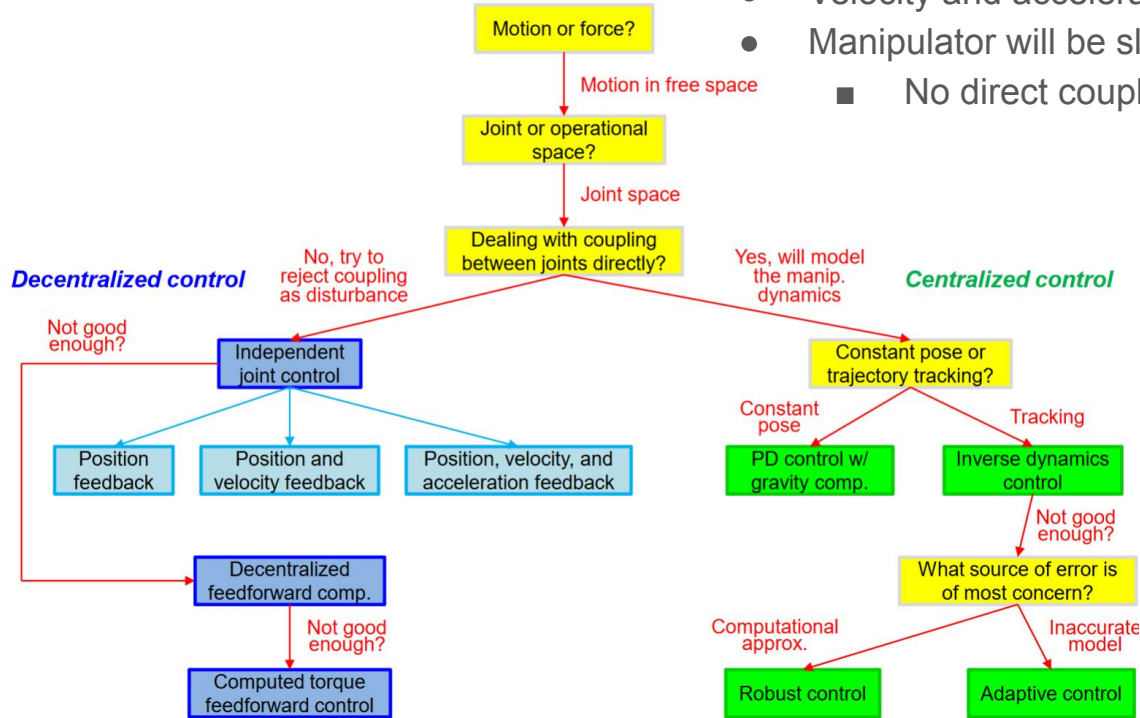 Velocity and accelera
● Manipulator will be sl
■ No direct coupl
Motion or force?
Motion in free space
Joint or operational
space?
Joint space
Dealing with coupling
between joints directly?
No, try to
reject coupling
as disturbance
Yes, will model
the manip.
dynamics
Decentralized control
Centralized control
Not good
enough?
Independent
joint control
Constant pose or
trajectory tracking?
Constant
pose
Tracking
Position
feedback
Position and
velocity feedback
Position, velocity, and
acceleration feedback
PD control w/
gravity comp.
Inverse dynamics
control
Not good
enough?
Decentralized
feedforward comp.
What source of error is
of most concern?
Not good
enough?
Computational
approx.
Inaccurate
model
Computed torque
feedforward control
Robust control
Adaptive control